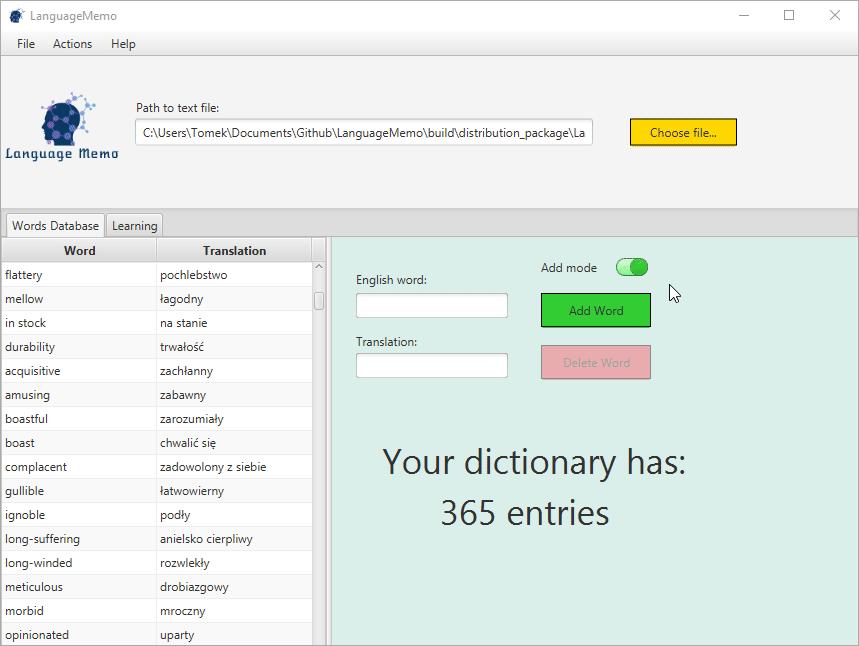 LanguageMemo
File Actions Help
Path to text file:
C:\Users\Tomek\Documents\Github\LanguageMemo\build\distribution_package\La
Choose file...
Language Memo
Words Database Learning
Word Translation
flattery pochlebstwo
mellow łagodny
in stock na stanie
durability trwałość
acquisitive zachłanny
amusing zabawny
boastful zarozumiały
boast chwalić się
complacent zadowolony z siebie
gullible łatwowierny
ignoble podły
long-suffering anielsko cierpliwy
long-winded rozwlekły
meticulous drobiazgowy
morbid mroczny
opinionated uparty
Add mode
English word:
Add Word
Translation:
Delete Word
Your dictionary has:
365 entries